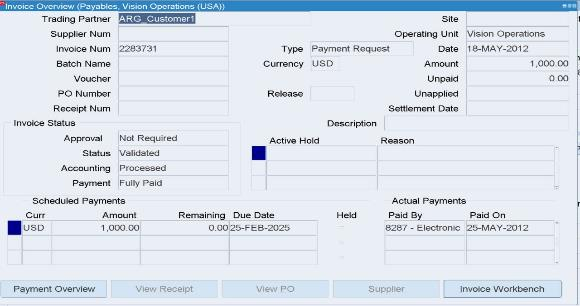 Invoice Overview (Payables, Vision Operations (USA))
Trading Partner ARG_Customer1 Site
Supplier Num Operating Unit Vision Operations
Invoice Num 2283731 Type Payment Request Date 18-MAY-2012
Batch Name Currency USD Amount 1,000.00
Voucher Unpaid 0.00
PO Number Release Unapplied
Receipt Num Settlement Date
Invoice Status Description
Approval Not Required Active Hold Reason
Status Validated
Accounting Processed
Payment Fully Paid
Scheduled Payments Actual Payments
Curr Amount Remaining Due Date Held Paid By Paid On
USD 1,000.00 0.00 25-FEB-2025 8287 - Electronic 25-MAY-2012
Payment Overview View Receipt View PO Supplier Invoice Workbench